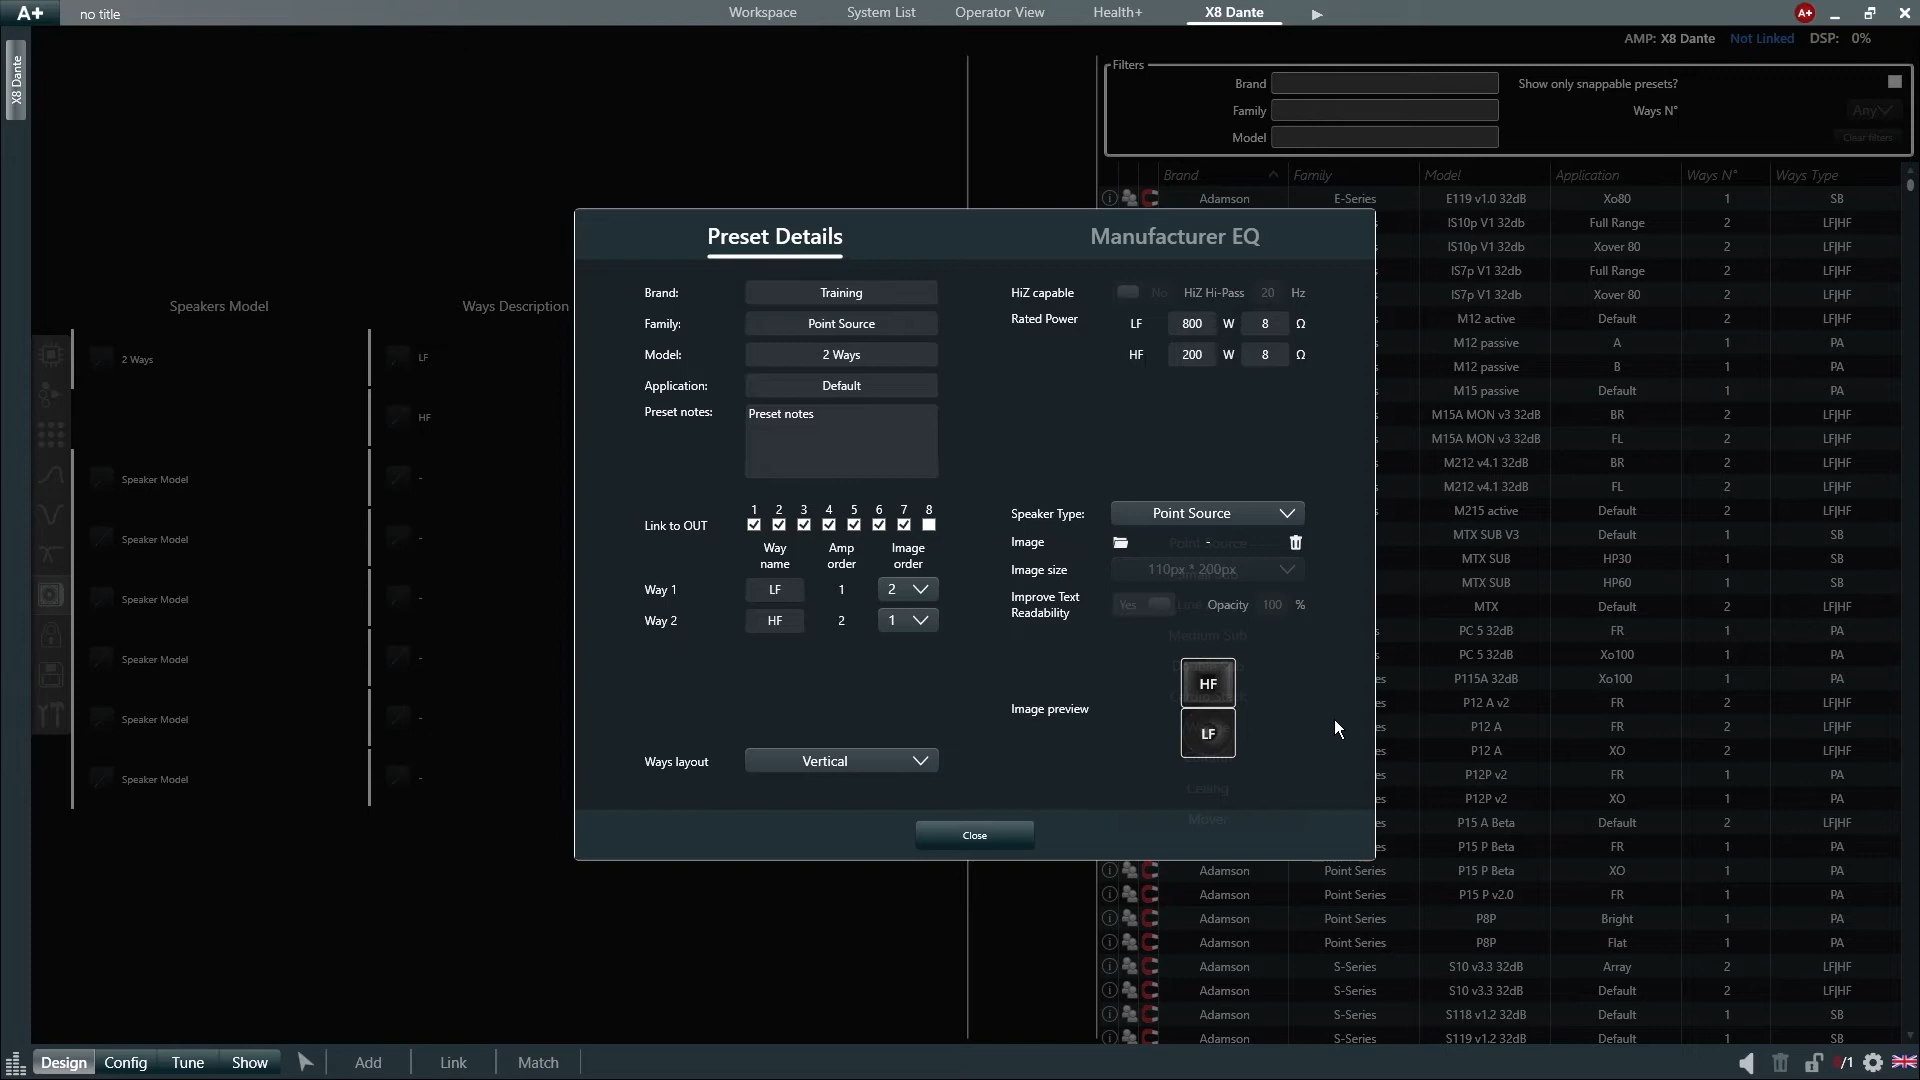 A+ no title Workspace System List Operator View Health+ X8 Dante A+
X8 Dante
AMP: X8 Dante Not Linked DSP: 0%
Filters
Brand Show only snappable presets?
Family Ways N° Any
Model Clear filters
Brand Family Model Application Ways N° Ways Type
Adamson E-Series E119 v1.0 32dB Xo80 1 SB
IS10p V1 32db Full Range 2 LF|HF
IS10p V1 32db Xover 80 2 LF|HF
IS7p V1 32db Full Range 2 LF|HF
IS7p V1 32db Xover 80 2 LF|HF
M12 active Default 2 LF|HF
M12 passive A 1 PA
M12 passive B 1 PA
M15 passive Default 1 PA
M15A MON v3 32dB BR 2 LF|HF
M15A MON v3 32dB FL 2 LF|HF
M212 v4.1 32dB BR 2 LF|HF
M212 v4.1 32dB FL 2 LF|HF
M215 active Default 2 LF|HF
MTX SUB V3 Default 1 SB
MTX SUB HP30 1 SB
MTX SUB HP60 1 SB
MTX Default 2 LF|HF
PC 5 32dB FR 1 PA
PC 5 32dB Xo100 1 PA
P115A 32dB Xo100 1 PA
P12 A v2 FR 2 LF|HF
P12 A FR 2 LF|HF
P12 A XO 2 LF|HF
P12P v2 FR 1 PA
P12P v2 XO 1 PA
P15 A Beta Default 2 LF|HF
P15 P Beta FR 1 PA
Adamson Point Series P15 P Beta XO 1 PA
Adamson Point Series P15 P v2.0 FR 1 PA
Adamson Point Series P8P Bright 1 PA
Adamson Point Series P8P Flat 1 PA
Adamson S-Series S10 v3.3 32dB Array 2 LF|HF
Adamson S-Series S10 v3.3 32dB Default 2 LF|HF
Adamson S-Series S118 v1.2 32dB Default 1 SB
Adamson S-Series S119 v1.2 32dB Default 1 SB
Speakers Model Ways Description
2 Ways LF
HF
Speaker Model -
Speaker Model -
Speaker Model -
Speaker Model -
Speaker Model -
Speaker Model -
Preset Details Manufacturer EQ
Brand: Training
Family: Point Source
Model: 2 Ways
Application: Default
Preset notes: Preset notes
Link to OUT 1 2 3 4 5 6 7 8
Way name Amp order Image order
Way 1 LF 1 2
Way 2 HF 2 1
Ways layout Vertical
HiZ capable No HiZ Hi-Pass 20 Hz
Rated Power LF 800 W 8 Ω
HF 200 W 8 Ω
Speaker Type: Point Source
Point Source
Image -
Image size 110px * 200px
Improve Text Readability Yes Line Opacity 100 %
Medium Sub
Image preview HF
LF
Ceiling
Mover
Close
Design Config Tune Show Add Link Match /1